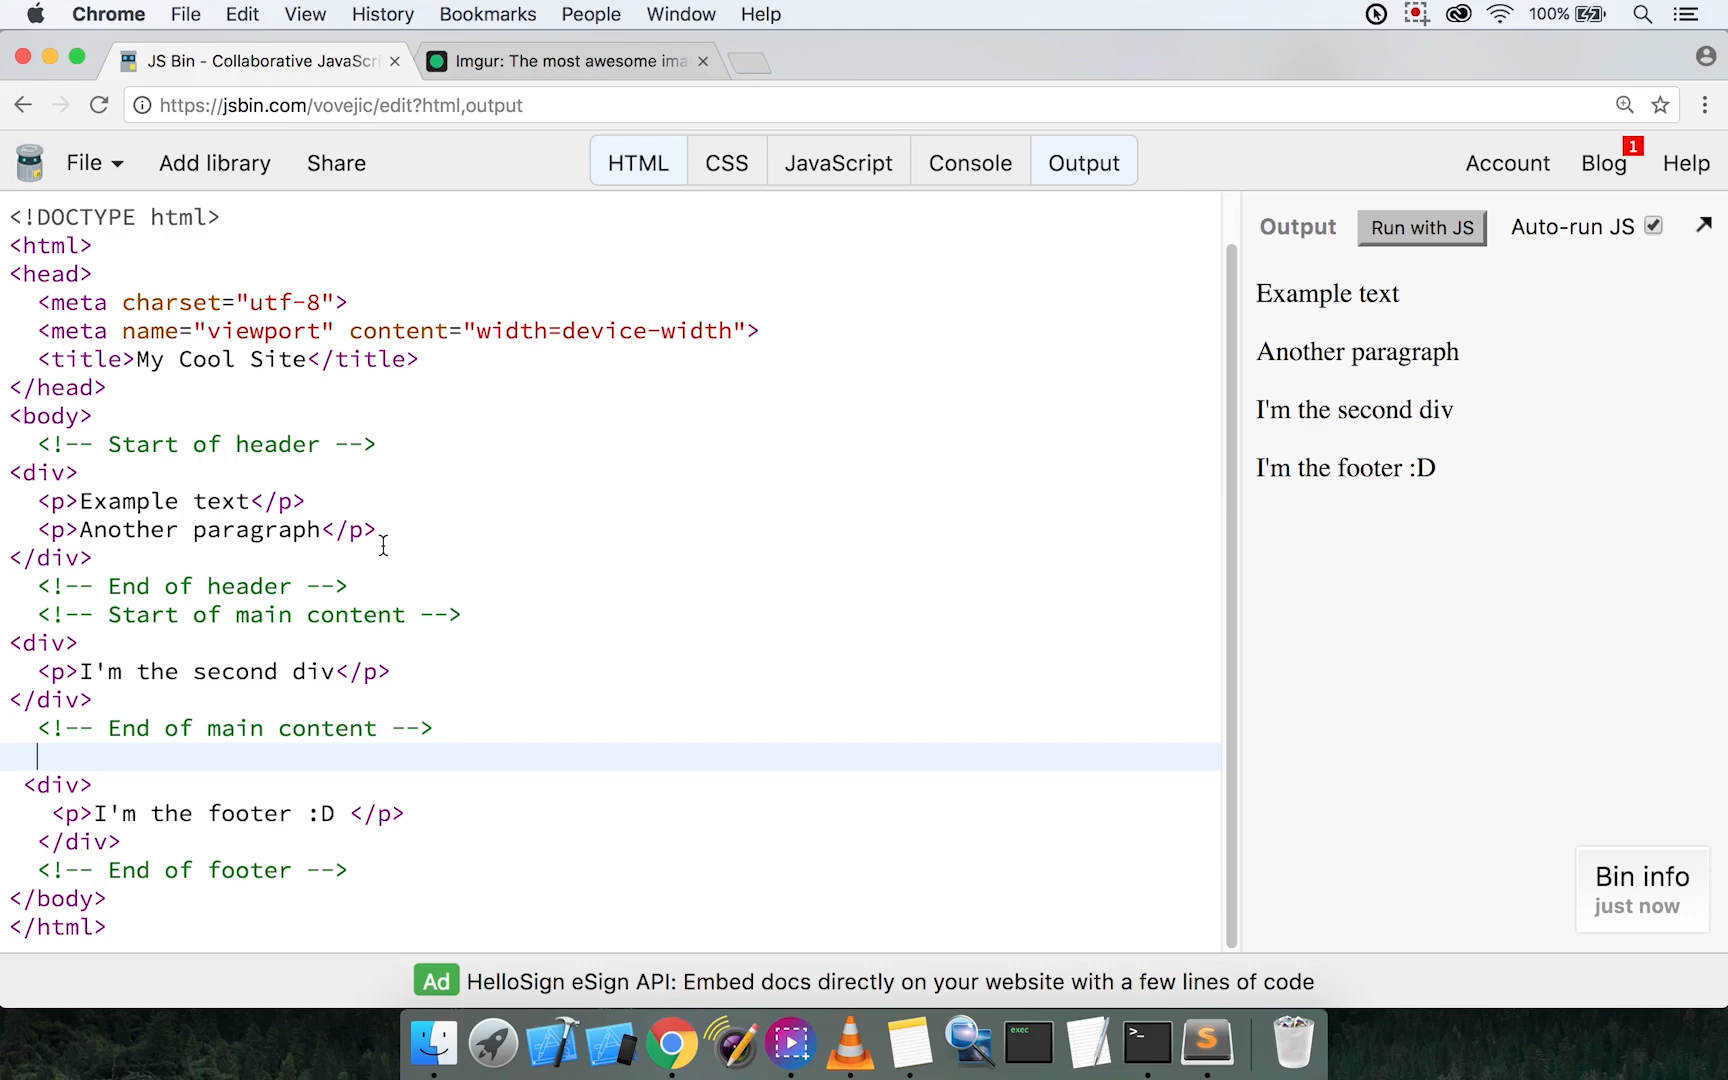 Chrome File Edit View History Bookmarks People Window Help 100%
JS Bin - Collaborative JavaScri
Imgur: The most awesome ima
https://jsbin.com/vovejic/edit?html,output
File Add library Share HTML CSS JavaScript Console Output Account Blog 1 Help
<!DOCTYPE html>
<html>
<head>
<meta charset="utf-8">
<meta name="viewport" content="width=device-width">
<title>My Cool Site</title>
</head>
<body>
<!-- Start of header -->
<div>
<p>Example text</p>
<p>Another paragraph</p>
</div>
<!-- End of header -->
<!-- Start of main content -->
<div>
<p>I'm the second div</p>
</div>
<!-- End of main content -->
<div>
<p>I'm the footer :D </p>
</div>
<!-- End of footer -->
</body>
</html>
Output Run with JS Auto-run JS
Example text
Another paragraph
I'm the second div
I'm the footer :D
Bin info
just now
Ad HelloSign eSign API: Embed docs directly on your website with a few lines of code
exec
>_
S